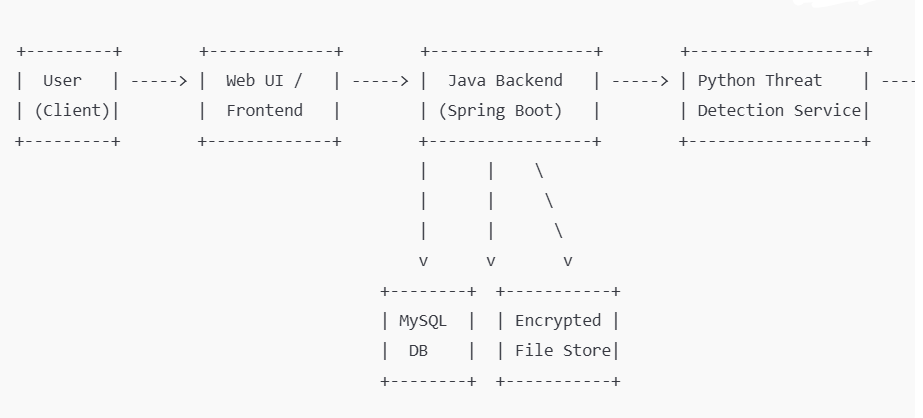 +---------+        +-------------+        +-----------------+        +------------------+
|  User   | -----> |  Web UI /   | -----> |  Java Backend   | -----> | Python Threat    | ----
| (Client)|        |  Frontend   |        | (Spring Boot)   |        | Detection Service|
+---------+        +-------------+        +-----------------+        +------------------+
                                          |      |    \
                                          |      |     \
                                          |      |      \
                                          v      v       v
                                      +--------+  +-----------+
                                      | MySQL  |  | Encrypted |
                                      |  DB    |  | File Store|
                                      +--------+  +-----------+